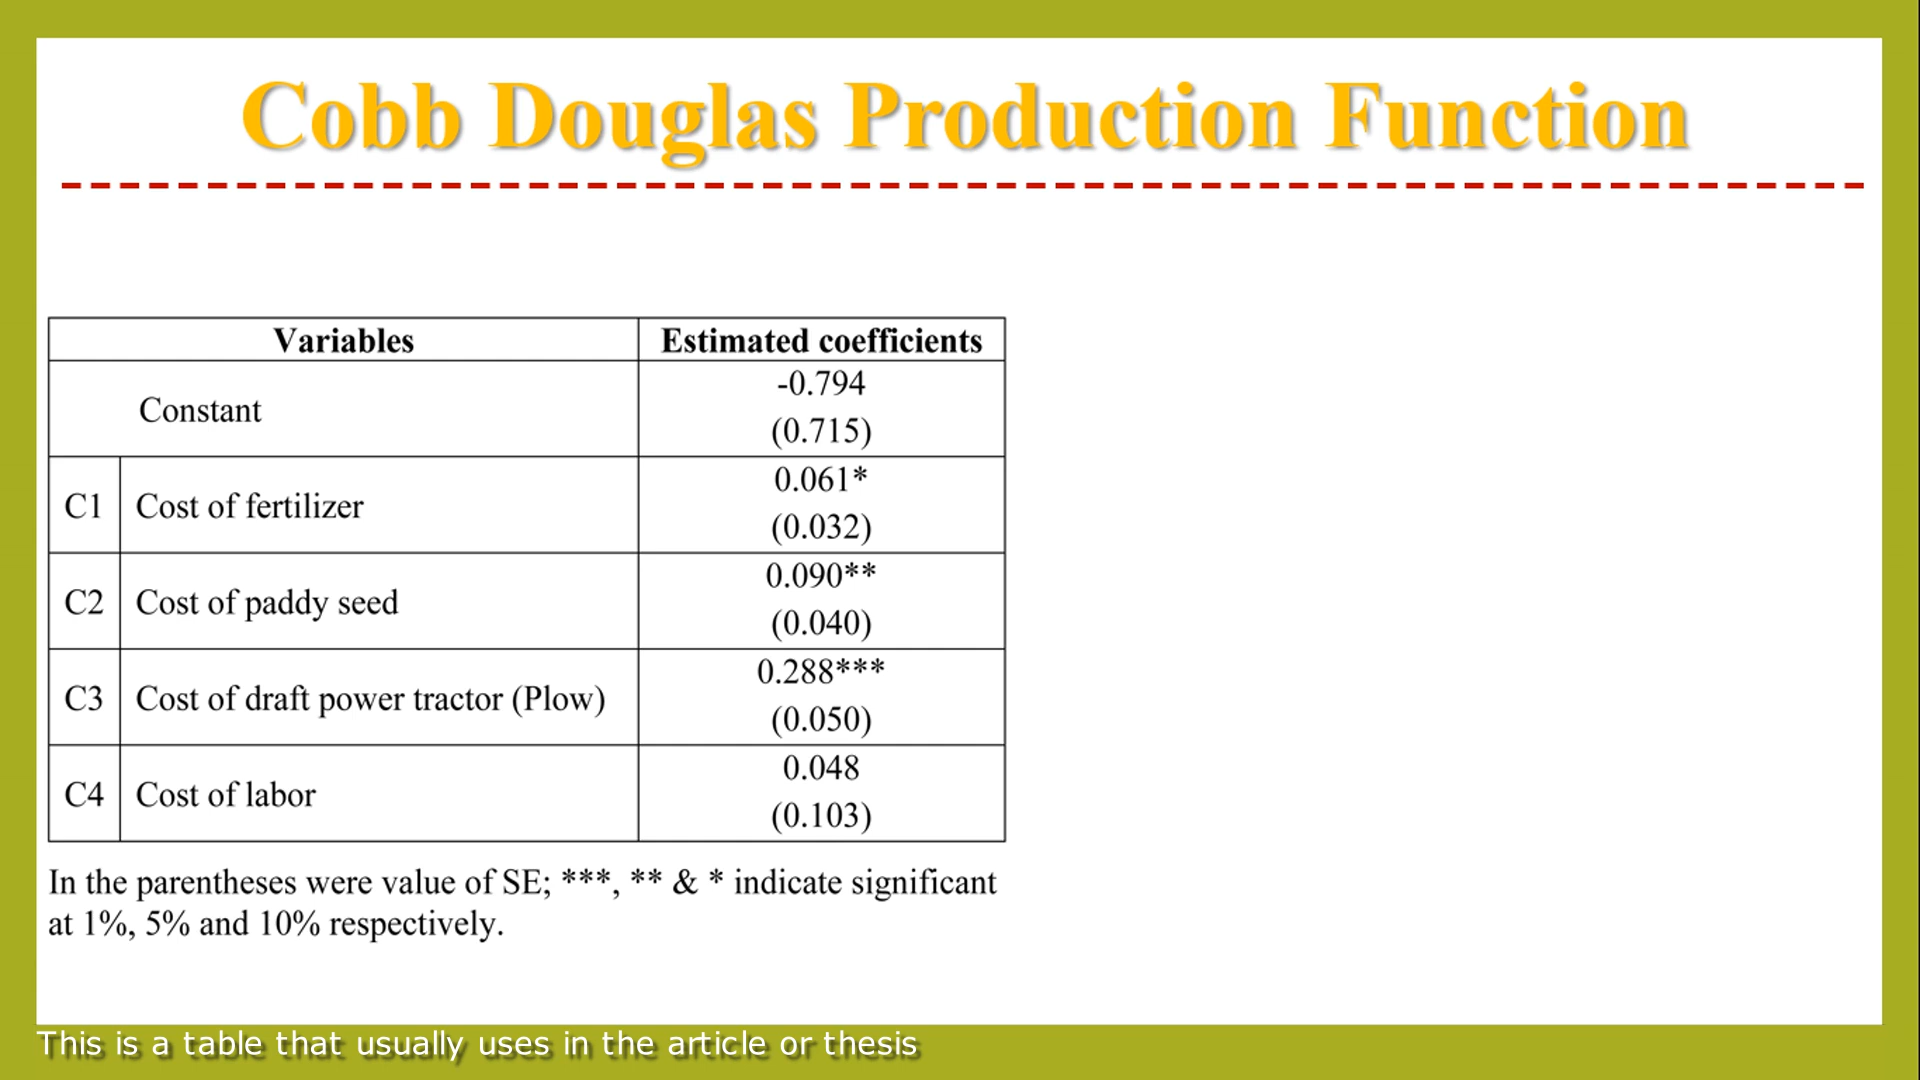 Cobb Douglas Production Function
Variables
Estimated coefficients
Constant
-0.794
(0.715)
C1
Cost of fertilizer
0.061*
(0.032)
C2
Cost of paddy seed
0.090**
(0.040)
C3
Cost of draft power tractor (Plow)
0.288***
(0.050)
C4
Cost of labor
0.048
(0.103)
In the parentheses were value of SE; ***, ** & * indicate significant
at 1%, 5% and 10% respectively.
This is a table that usually uses in the article or thesis